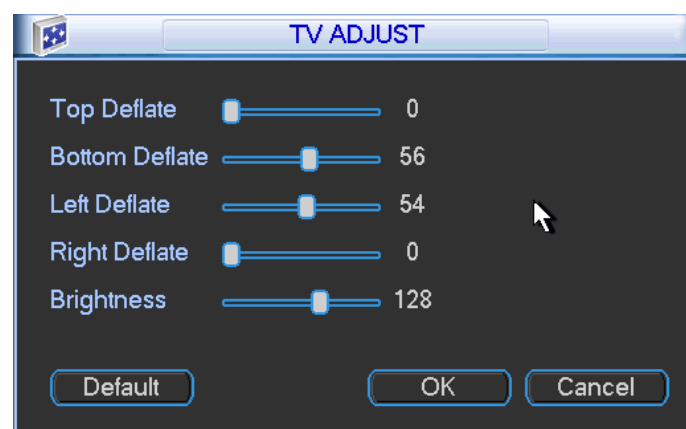 TV ADJUST
Top Deflate 0
Bottom Deflate 56
Left Deflate 54
Right Deflate 0
Brightness 128
Default OK Cancel